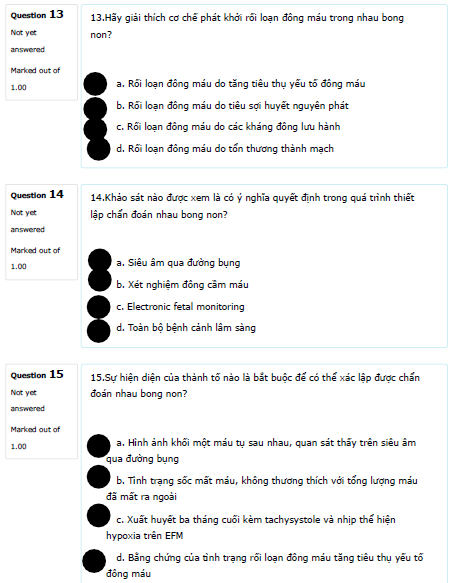 Question 13
Not yet
answered
Marked out of
1.00
13.Hãy giải thích cơ chế phát khởi rối loạn đông máu trong nhau bong
non?
a. Rối loạn đông máu do tăng tiêu thụ yếu tố đông máu
b. Rối loạn đông máu do tiêu sợi huyết nguyên phát
c. Rối loạn đông máu do các kháng đông lưu hành
d. Rối loạn đông máu do tổn thương thành mạch
Question 14
Not yet
answered
Marked out of
1.00
14.Khảo sát nào được xem là có ý nghĩa quyết định trong quá trình thiết
lập chẩn đoán nhau bong non?
a. Siêu âm qua đường bụng
b. Xét nghiệm đông cầm máu
c. Electronic fetal monitoring
d. Toàn bộ bệnh cảnh lâm sàng
Question 15
Not yet
answered
Marked out of
1.00
15.Sự hiện diện của thành tố nào là bắt buộc để có thể xác lập được chẩn
đoán nhau bong non?
a. Hình ảnh khối một máu tụ sau nhau, quan sát thấy trên siêu âm
qua đường bụng
b. Tình trạng sốc mất máu, không thương thích với tổng lượng máu
đã mất ra ngoài
c. Xuất huyết ba tháng cuối kèm tachysystole và nhịp thể hiện
hypoxia trên EFM
d. Bằng chứng của tình trạng rối loạn đông máu tăng tiêu thụ yếu tố
đông máu